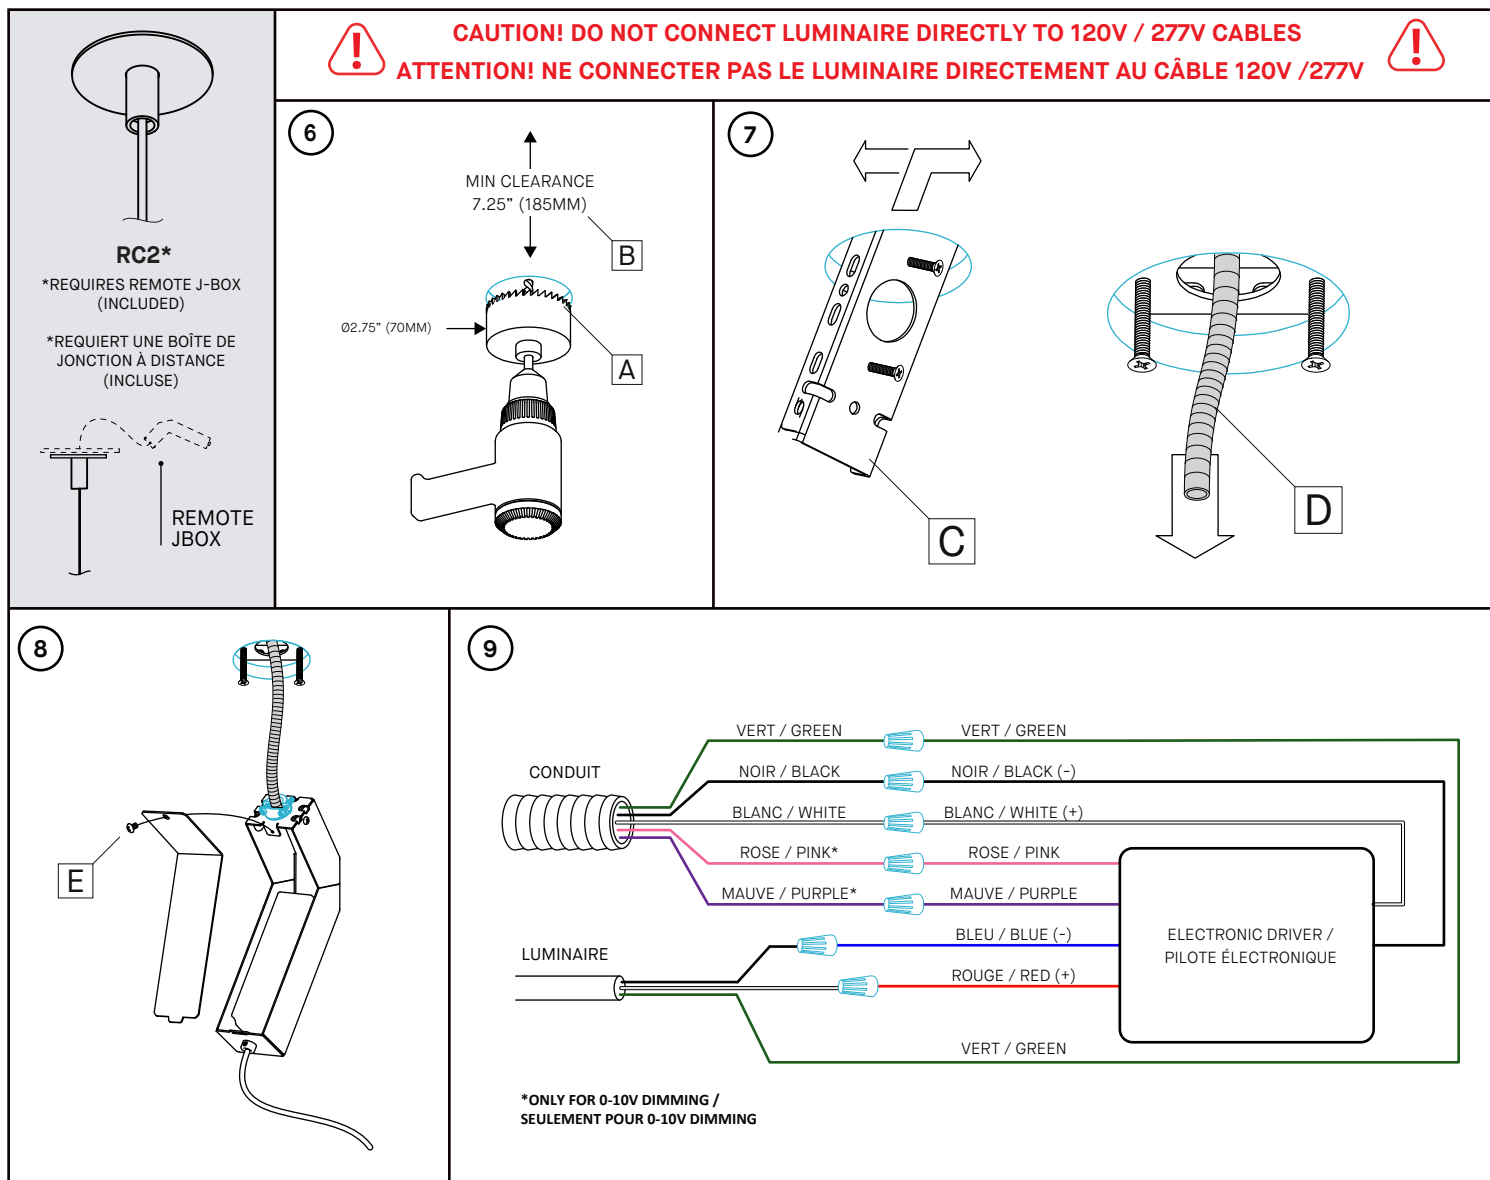 CAUTION! DO NOT CONNECT LUMINAIRE DIRECTLY TO 120V / 277V CABLES
ATTENTION! NE CONNECTER PAS LE LUMINAIRE DIRECTEMENT AU CÂBLE 120V /277V
RC2*
*REQUIRES REMOTE J-BOX
(INCLUDED)
*REQUIERT UNE BOÎTE DE
JONCTION À DISTANCE
(INCLUSE)
REMOTE
JBOX
6
MIN CLEARANCE
7.25” (185MM)
B
Ø2.75” (70MM)
A
7
C
D
8
E
9
CONDUIT
VERT / GREEN
VERT / GREEN
NOIR / BLACK
NOIR / BLACK (-)
BLANC / WHITE
BLANC / WHITE (+)
ROSE / PINK*
ROSE / PINK
MAUVE / PURPLE*
MAUVE / PURPLE
LUMINAIRE
BLEU / BLUE (-)
ROUGE / RED (+)
VERT / GREEN
ELECTRONIC DRIVER /
PILOTE ÉLECTRONIQUE
*ONLY FOR 0-10V DIMMING /
SEULEMENT POUR 0-10V DIMMING